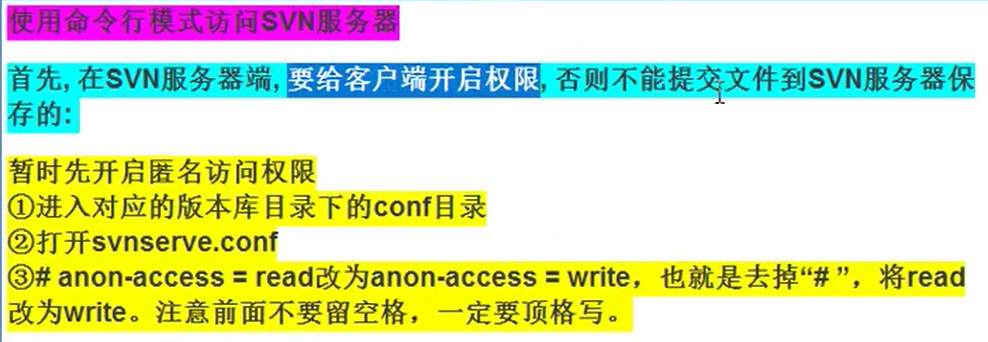 使用命令行模式访问SVN服务器
首先, 在SVN服务器端, 要给客户端开启权限, 否则不能提交文件到SVN服务器保
存的:
暂时先开启匿名访问权限
①进入对应的版本库目录下的conf目录
②打开svnserve.conf
③# anon-access = read改为anon-access = write，也就是去掉“# ”，将read
改为write。注意前面不要留空格，一定要顶格写。